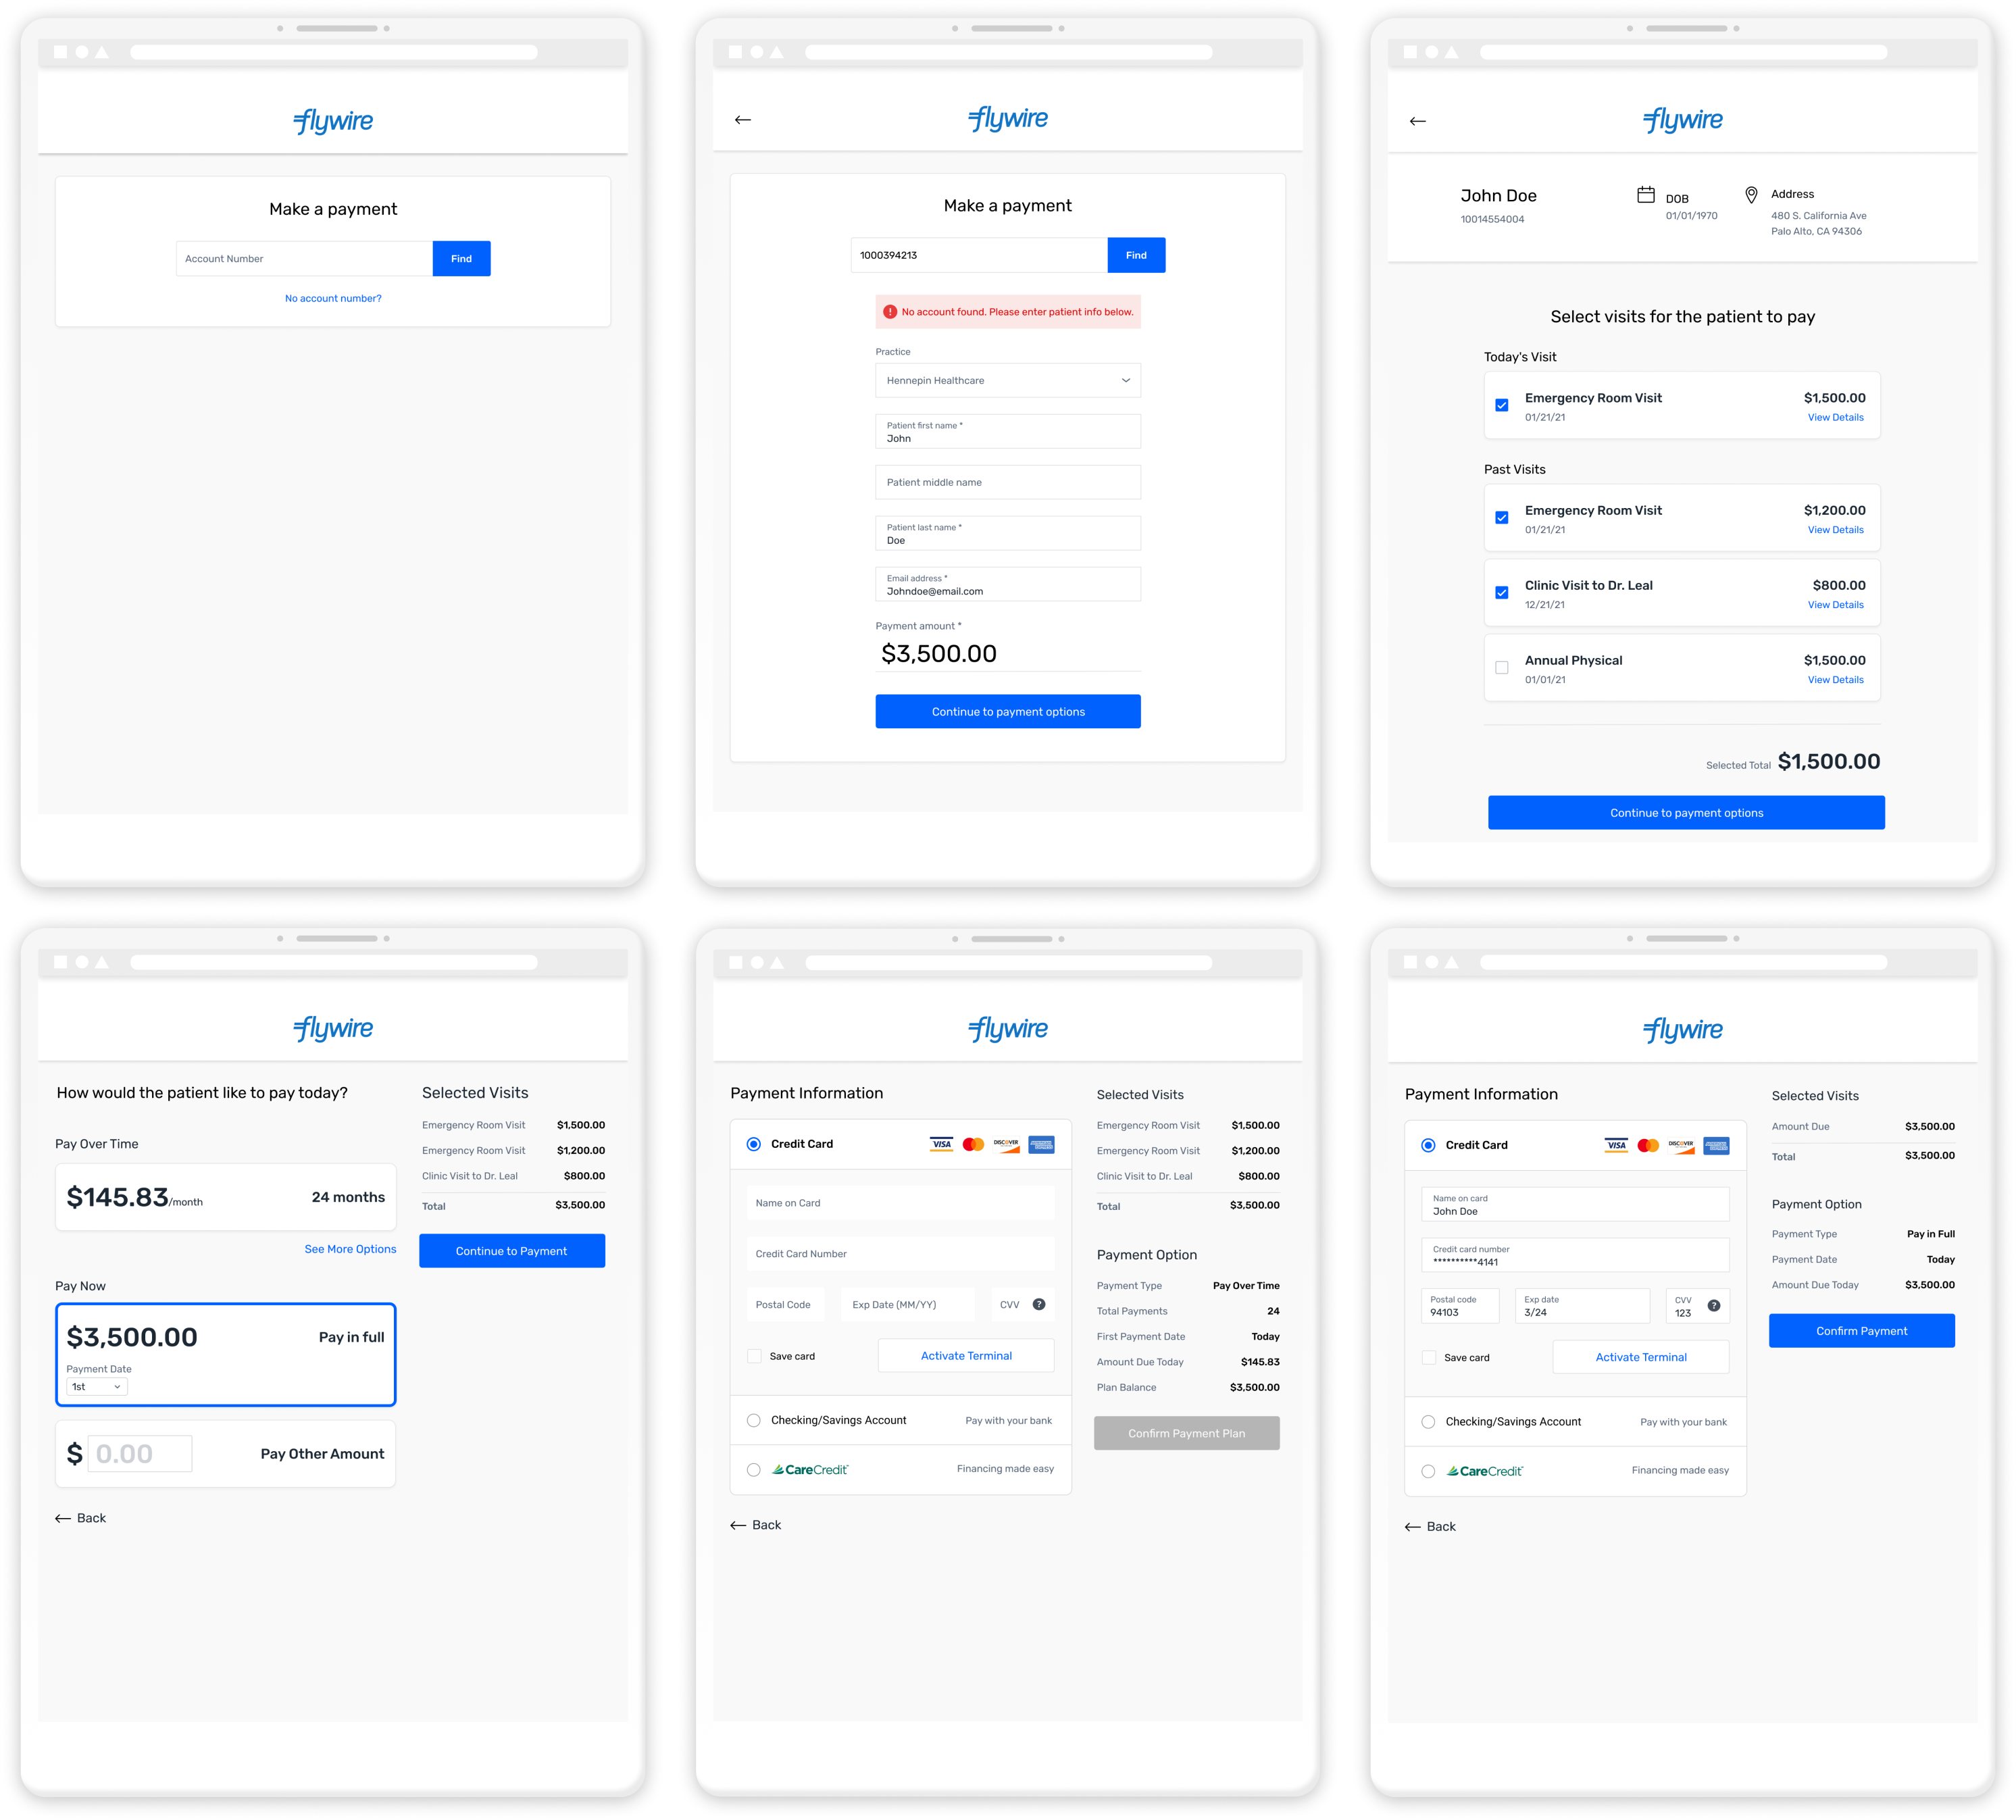 flywire
Make a payment
Account Number
Find
No account number?
flywire
Make a payment
1000394213
Find
No account found. Please enter patient info below.
Practice
Hennepin Healthcare
Patient first name *
John
Patient middle name
Patient last name *
Doe
Email address *
Johndoe@email.com
Payment amount *
$3,500.00
Continue to payment options
flywire
John Doe
10014554004
DOB
01/01/1970
Address
480 S. California Ave
Palo Alto, CA 94306
Select visits for the patient to pay
Today's Visit
Emergency Room Visit $1,500.00
01/21/21 View Details
Past Visits
Emergency Room Visit $1,200.00
01/21/21 View Details
Clinic Visit to Dr. Leal $800.00
12/21/21 View Details
Annual Physical $1,500.00
01/01/21 View Details
Selected Total $1,500.00
Continue to payment options
flywire
How would the patient like to pay today?
Pay Over Time
$145.83/month 24 months
See More Options
Pay Now
$3,500.00 Pay in full
Payment Date
1st
$ 0.00 Pay Other Amount
Back
Selected Visits
Emergency Room Visit $1,500.00
Emergency Room Visit $1,200.00
Clinic Visit to Dr. Leal $800.00
Total $3,500.00
Continue to Payment
flywire
Payment Information
Credit Card VISA DISCOVER
Name on Card
Credit Card Number
Postal Code Exp Date (MM/YY) CVV ?
Save card Activate Terminal
Checking/Savings Account Pay with your bank
CareCredit Financing made easy
Back
Selected Visits
Emergency Room Visit $1,500.00
Emergency Room Visit $1,200.00
Clinic Visit to Dr. Leal $800.00
Total $3,500.00
Payment Option
Payment Type Pay Over Time
Total Payments 24
First Payment Date Today
Amount Due Today $145.83
Plan Balance $3,500.00
Confirm Payment Plan
flywire
Payment Information
Credit Card VISA DISCOVER
Name on card
John Doe
Credit card number
**********4141
Postal code Exp date CVV
94103 3/24 123 ?
Save card Activate Terminal
Checking/Savings Account Pay with your bank
CareCredit Financing made easy
Back
Selected Visits
Amount Due $3,500.00
Total $3,500.00
Payment Option
Payment Type Pay in Full
Payment Date Today
Amount Due Today $3,500.00
Confirm Payment